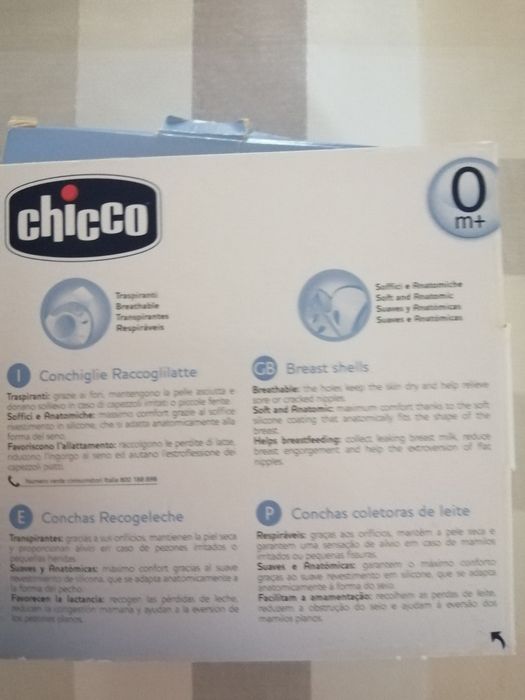 chicco
0
m+
Traspiranti
Breathable
Transpirantes
Respiráveis
Soffici e Anatomiche
Soft and Anatomic
Suaves y Anatómicas
Suaves e Anatómicas
I Conchiglie Raccoglilatte
Traspiranti: grazie ai fori, mantengono la pelle asciutta e
donano sollievo in caso di capezzoli irritati o piccole ferite.
Soffici e Anatomiche: massimo comfort grazie al soffice
rivestimento in silicone, che si adatta anatomicamente alla
forma del seno.
Favoriscono l'allattamento: raccolgono le perdite di latte,
riducono l'ingorgo al seno ed aiutano l'estroflessione dei
capezzoli piatti.
Numero verde consumatori Italia 800 188 898
GB Breast shells
Breathable: the holes keep the skin dry and help relieve
sore or cracked nipples.
Soft and Anatomic: maximum comfort thanks to the soft
silicone coating that anatomically fits the shape of the
breast.
Helps breastfeeding: collect leaking breast milk, reduce
breast engorgement and help the extroversion of flat
nipples.
E Conchas Recogeleche
Transpirantes: gracias a sus orificios, mantienen la piel seca
y proporcionan alivio en caso de pezones irritados o
pequeñas heridas.
Suaves y Anatómicas: máximo confort gracias al suave
revestimiento de silicona, que se adapta anatómicamente a
la forma del pecho.
Favorecen la lactancia: recogen las pérdidas de leche,
reducen la congestión mamaria y ayudan a la eversión de
los pezones planos.
P Conchas coletoras de leite
Respiráveis: graças aos orifícios, mantêm a pele seca e
garantem uma sensação de alívio em caso de mamilos
irritados ou pequenas fissuras.
Suaves e Anatómicas: garantem o máximo conforto
graças ao suave revestimento em silicone, que se adapta
anatomicamente à forma do seio.
Facilitam a amamentação: recolhem as perdas de leite,
reduzem a obstrução do seio e ajudam à eversão dos
mamilos planos.